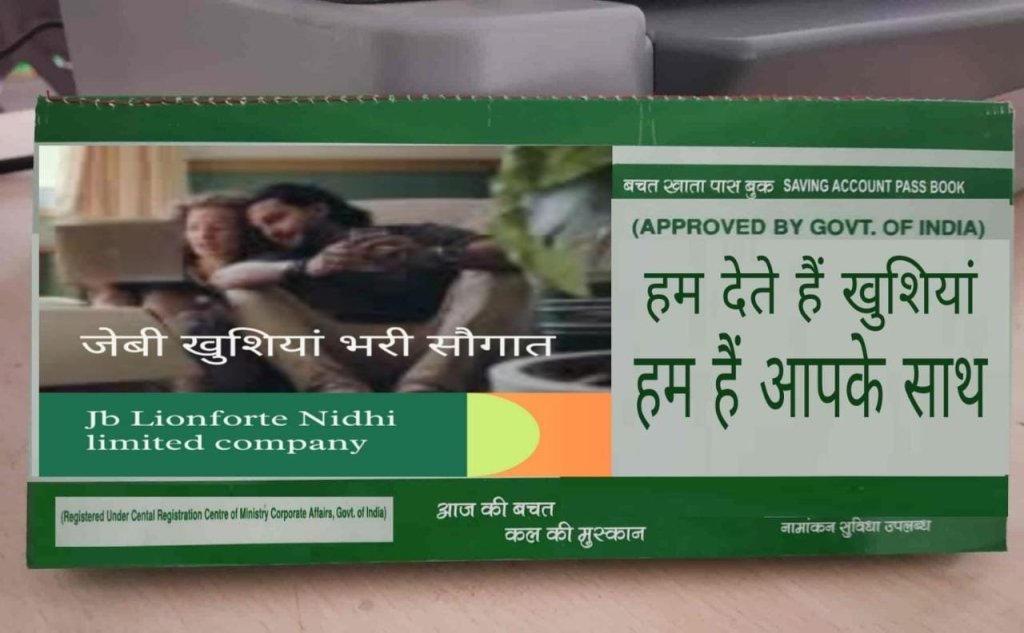 बचत खाता पास बुक SAVING ACCOUNT PASS BOOK
(APPROVED BY GOVT. OF INDIA)
हम देते हैं खुशियां
हम हैं आपके साथ
जेबी खुशियां भरी सौगात
Jb Lionforte Nidhi
limited company
(Registered Under Cental Registration Centre of Ministry Corporate Affairs, Govt. of India)
आज की बचत
कल की मुस्कान
नामांकन सुविधा उपलब्ध